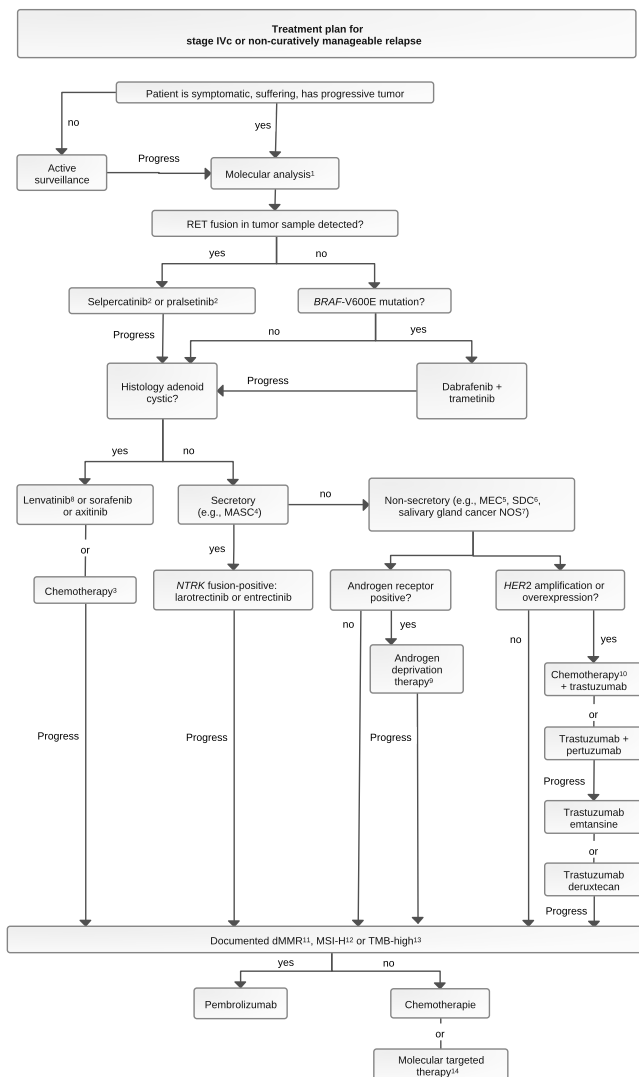 Treatment plan for
stage IVc or non-curatively manageable relapse
Patient is symptomatic, suffering, has progressive tumor
no
yes
Active
surveillance
Progress
Molecular analysis¹
RET fusion in tumor sample detected?
yes
no
Selpercatinib² or pralsetinib²
BRAF-V600E mutation?
Progress
no
yes
Histology adenoid
cystic?
Progress
Dabrafenib +
trametinib
yes
no
Lenvatinib⁸ or sorafenib
or axitinib
Secretory
(e.g., MASC⁴)
no
Non-secretory (e.g., MEC⁵, SDC⁶,
salivary gland cancer NOS⁷)
or
yes
Chemotherapy³
NTRK fusion-positive:
larotrectinib or entrectinib
Androgen receptor
positive?
HER2 amplification or
overexpression?
no
yes
no
yes
Androgen
deprivation
therapy⁹
Chemotherapy¹⁰
+ trastuzumab
or
Progress
Progress
Progress
Trastuzumab +
pertuzumab
Progress
Trastuzumab
emtansine
or
Trastuzumab
deruxtecan
Progress
Documented dMMR¹¹, MSI-H¹² or TMB-high¹³
yes
no
Pembrolizumab
Chemotherapie
or
Molecular targeted
therapy¹⁴